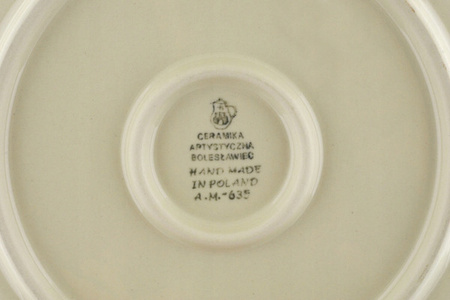 CERAMIKA
ARTYSTYCZNA
BOLESŁAWIEC
HAND MADE
IN POLAND
A.M.-635